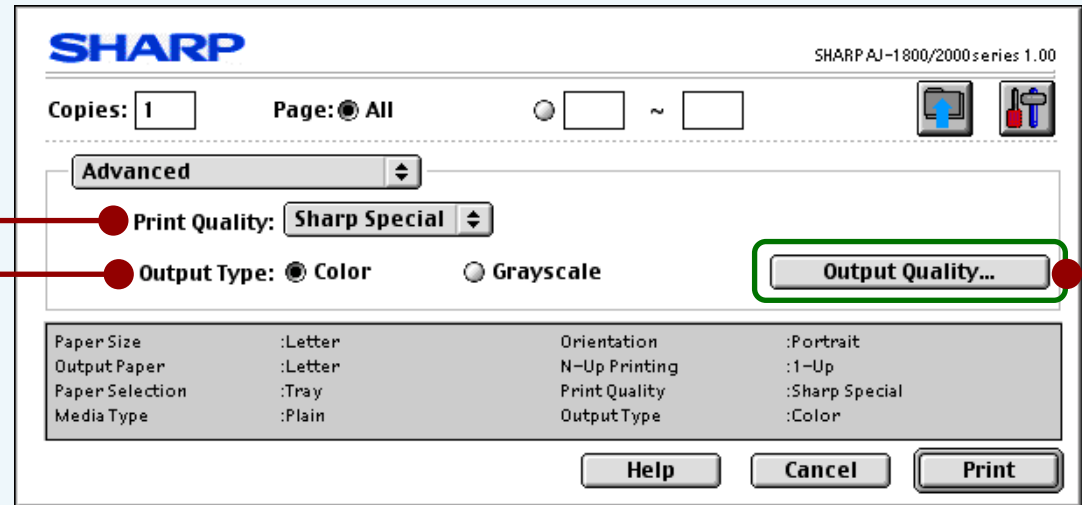 SHARP
SHARP AJ-1800/2000 series 1.00
Copies: 1 Page: All ~
Advanced
Print Quality: Sharp Special
Output Type: Color Grayscale Output Quality...
Paper Size :Letter Orientation :Portrait
Output Paper :Letter N-Up Printing :1-Up
Paper Selection :Tray Print Quality :Sharp Special
Media Type :Plain Output Type :Color
Help Cancel Print